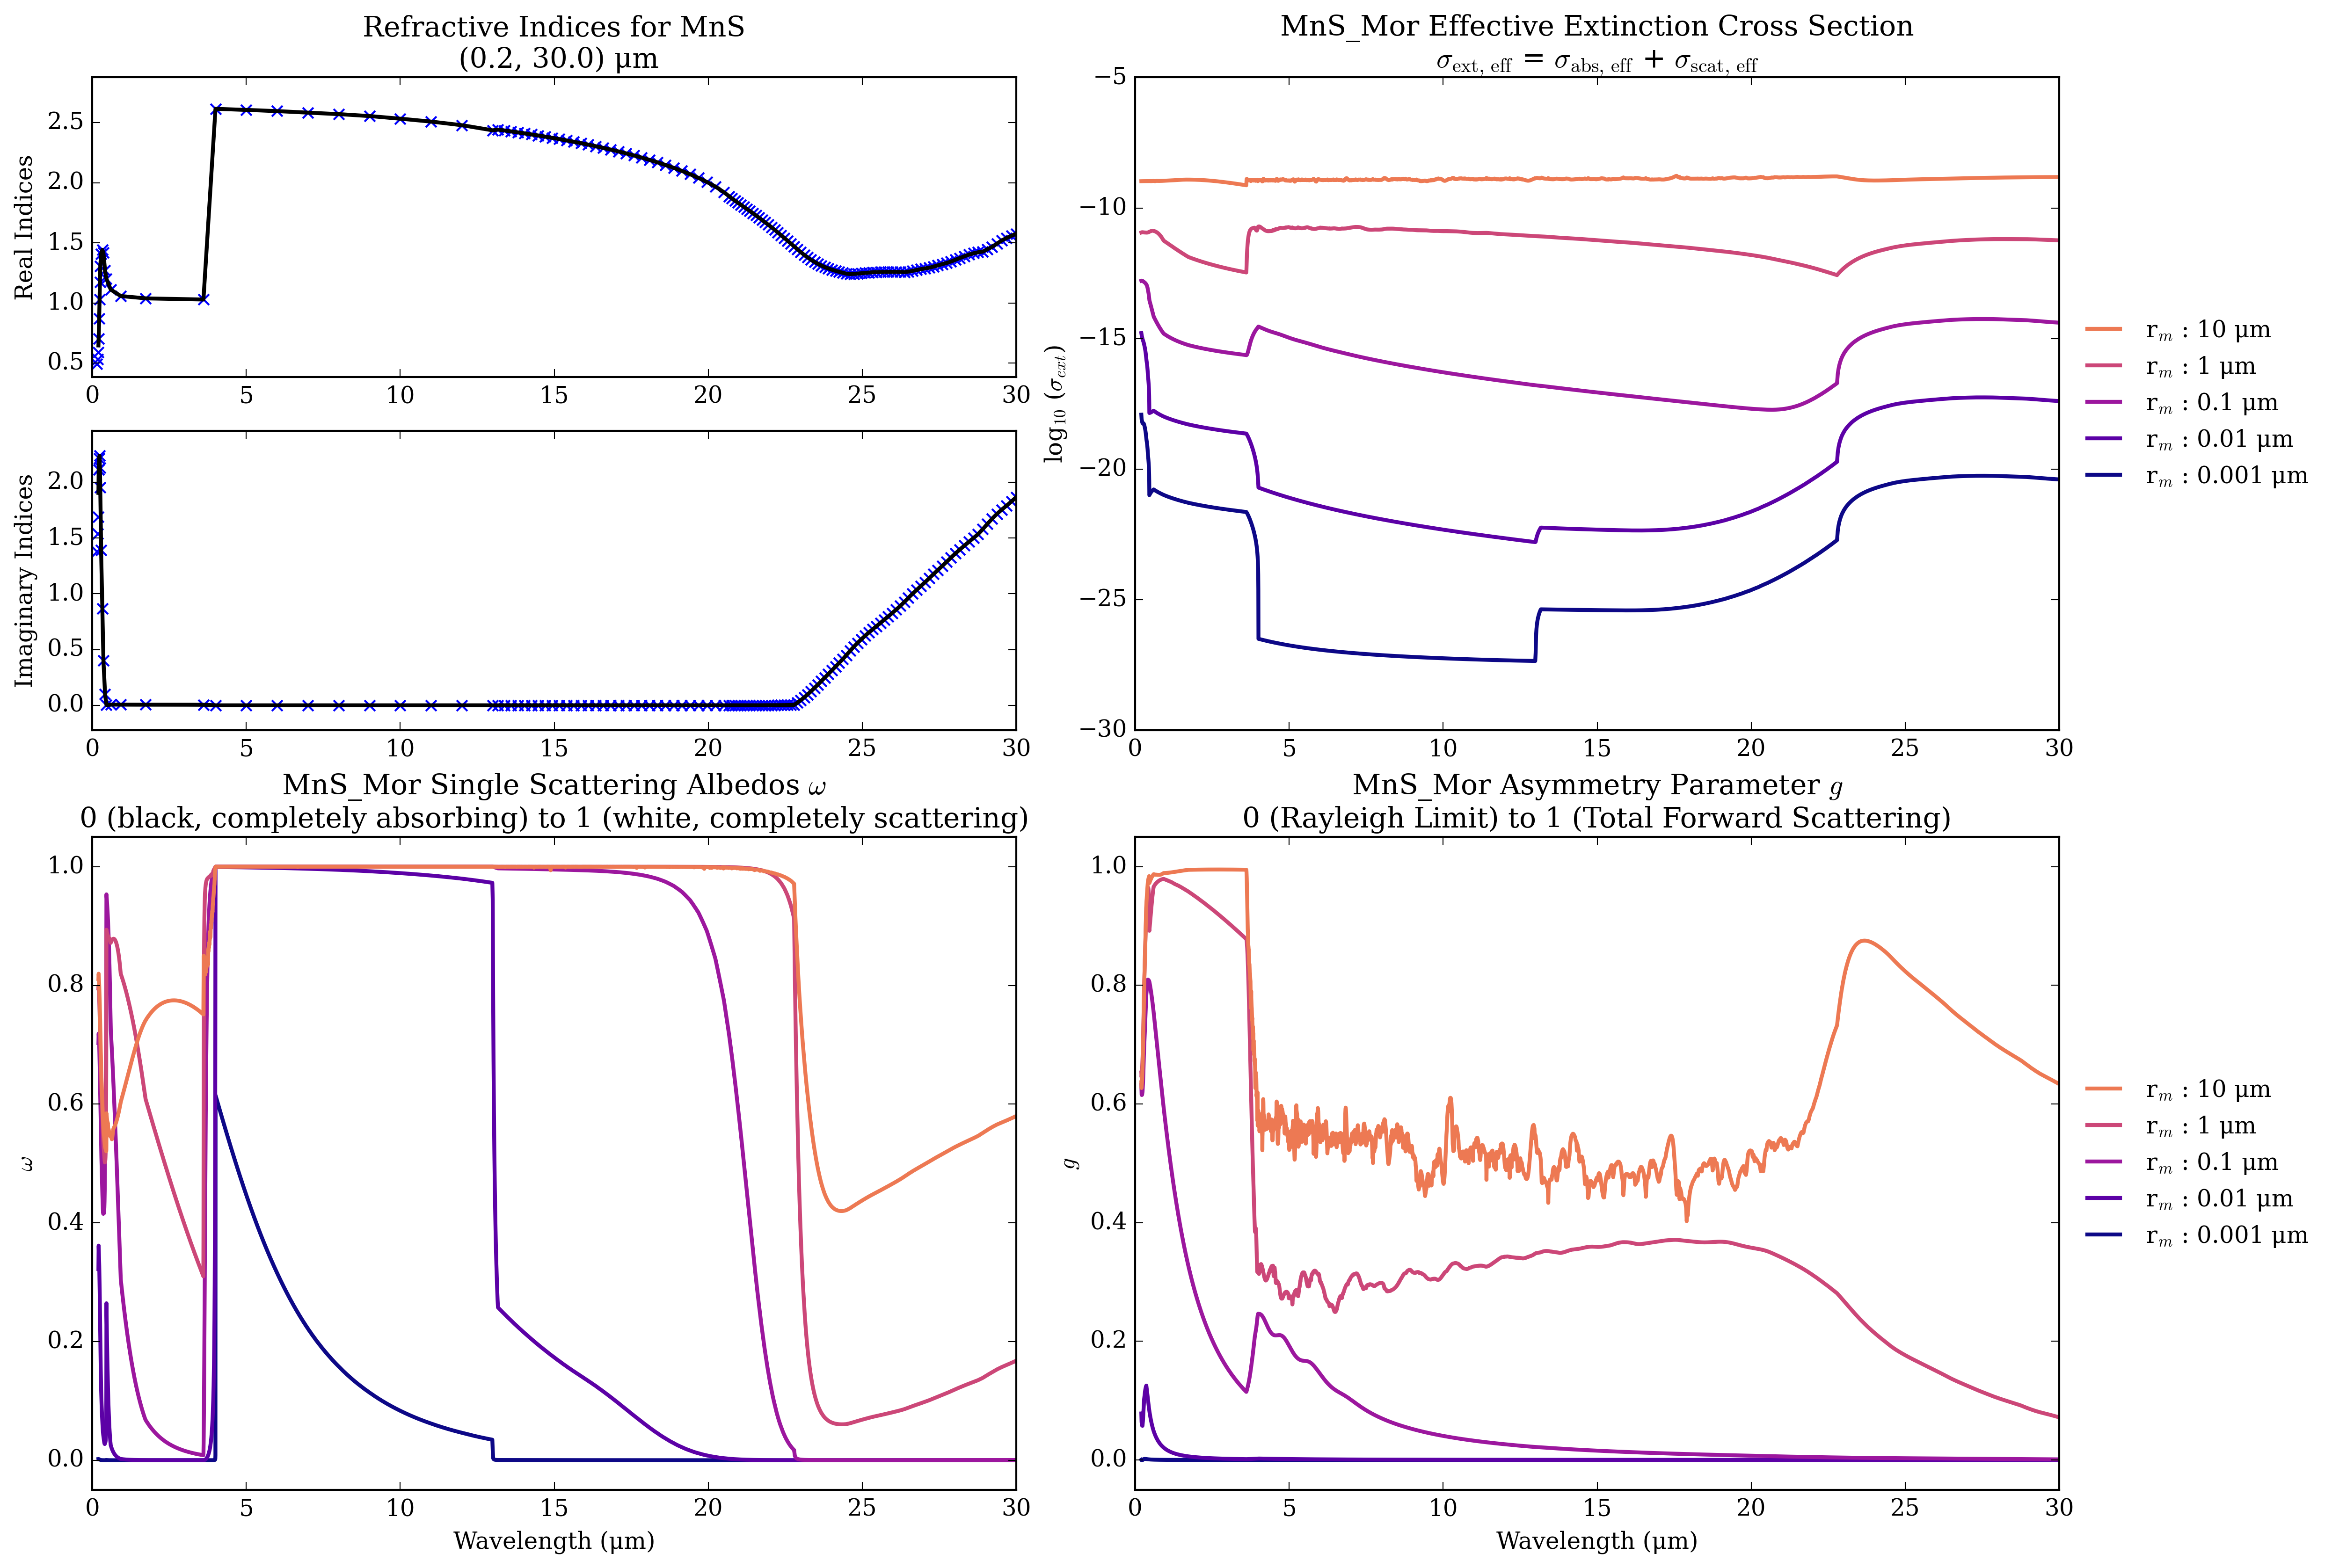 Refractive Indices for MnS
(0.2, 30.0) μm
Real Indices
2.5
2.0
1.5
1.0
0.5
0 5 10 15 20 25 30
Imaginary Indices
2.0
1.5
1.0
0.5
0.0
0 5 10 15 20 25 30
MnS_Mor Effective Extinction Cross Section
σext, eff = σabs, eff + σscat, eff
log10 (σext)
−5
−10
−15
−20
−25
−30
0 5 10 15 20 25 30
rm : 10 μm
rm : 1 μm
rm : 0.1 μm
rm : 0.01 μm
rm : 0.001 μm
MnS_Mor Single Scattering Albedos ω
0 (black, completely absorbing) to 1 (white, completely scattering)
ω
1.0
0.8
0.6
0.4
0.2
0.0
0 5 10 15 20 25 30
Wavelength (μm)
MnS_Mor Asymmetry Parameter g
0 (Rayleigh Limit) to 1 (Total Forward Scattering)
g
1.0
0.8
0.6
0.4
0.2
0.0
0 5 10 15 20 25 30
Wavelength (μm)
rm : 10 μm
rm : 1 μm
rm : 0.1 μm
rm : 0.01 μm
rm : 0.001 μm